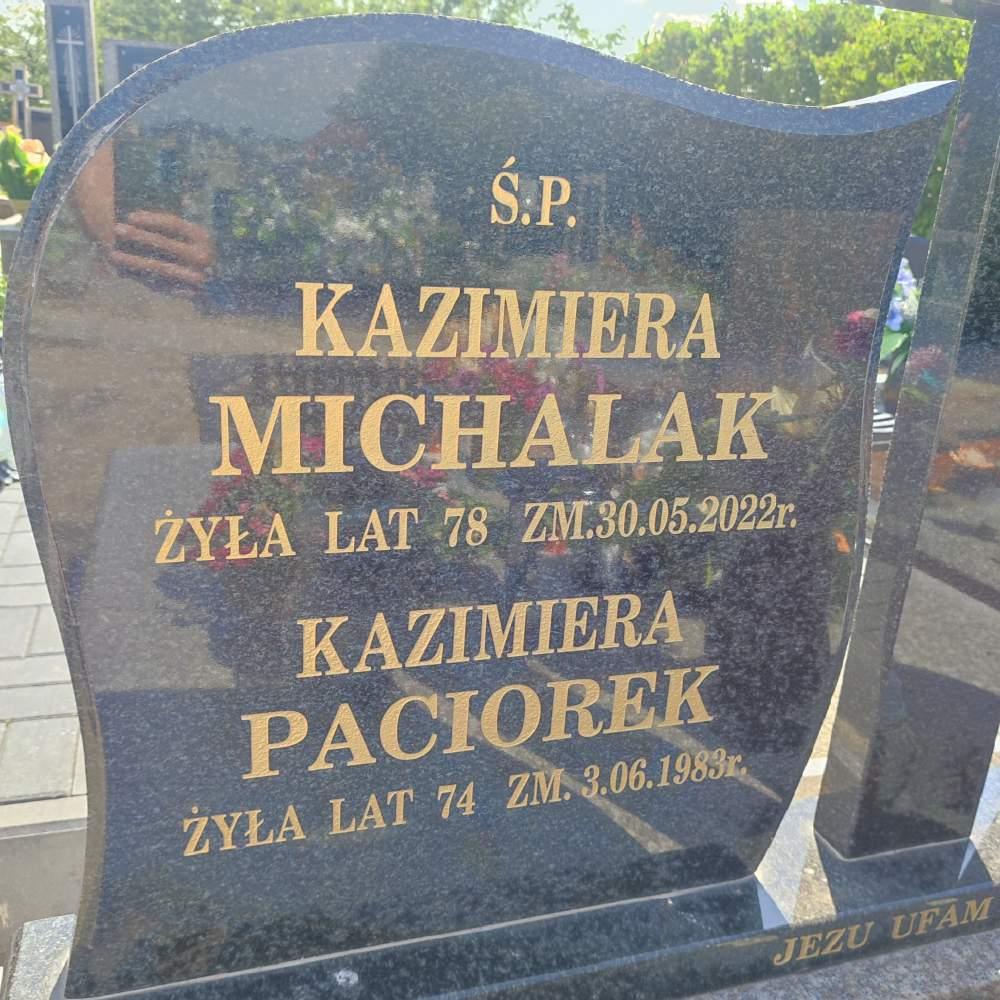 Ś.P.
KAZIMIERA
MICHALAK
ŻYŁA LAT 78 ZM.30.05.2022r.
KAZIMIERA
PACIOREK
ŻYŁA LAT 74 ZM. 3.06.1983r.
JEZU UFAM